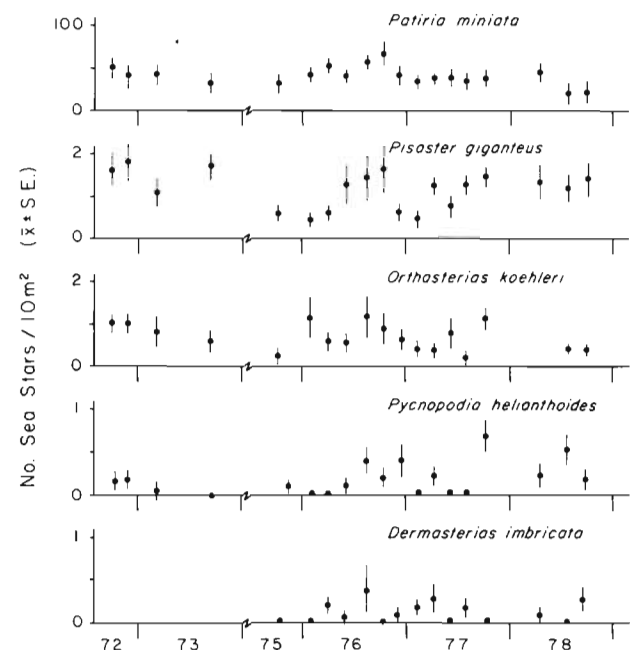 No. Sea Stars / 10m² (x̄ ± S.E.)
Patiria miniata
100
0
Pisaster giganteus
2
0
Orthasterias koehleri
2
0
Pycnopodia helianthoides
1
0
Dermasterias imbricata
1
0
72 73 75 76 77 78